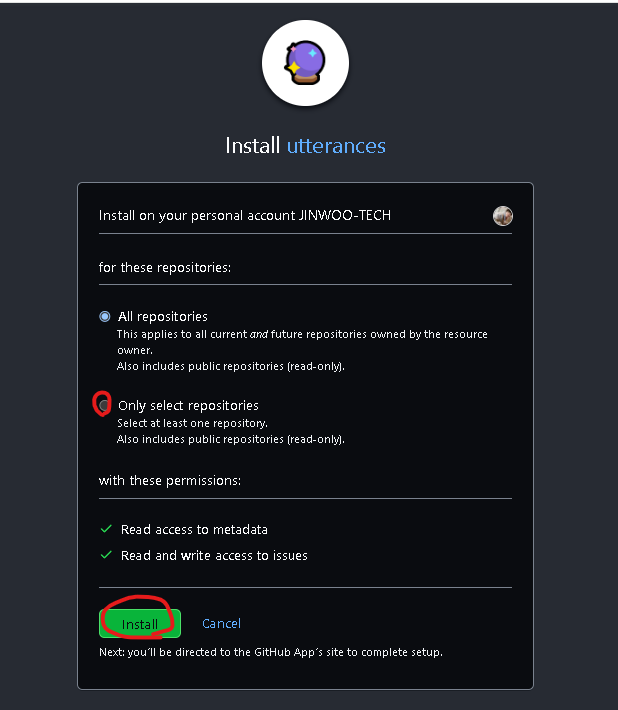 Install utterances
Install on your personal account JINWOO-TECH
for these repositories:
All repositories
This applies to all current and future repositories owned by the resource
owner.
Also includes public repositories (read-only).
Only select repositories
Select at least one repository.
Also includes public repositories (read-only).
with these permissions:
Read access to metadata
Read and write access to issues
Install Cancel
Next: you'll be directed to the GitHub App's site to complete setup.